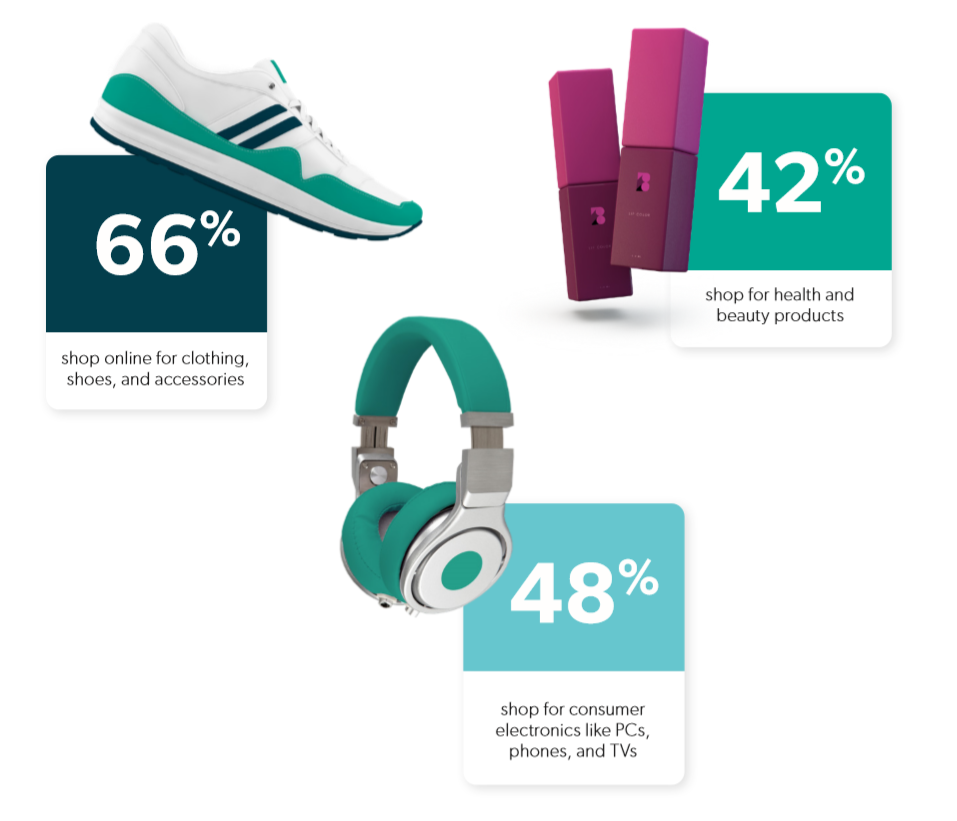 66%
shop online for clothing,
shoes, and accessories
42%
shop for health and
beauty products
48%
shop for consumer
electronics like PCs,
phones, and TVs